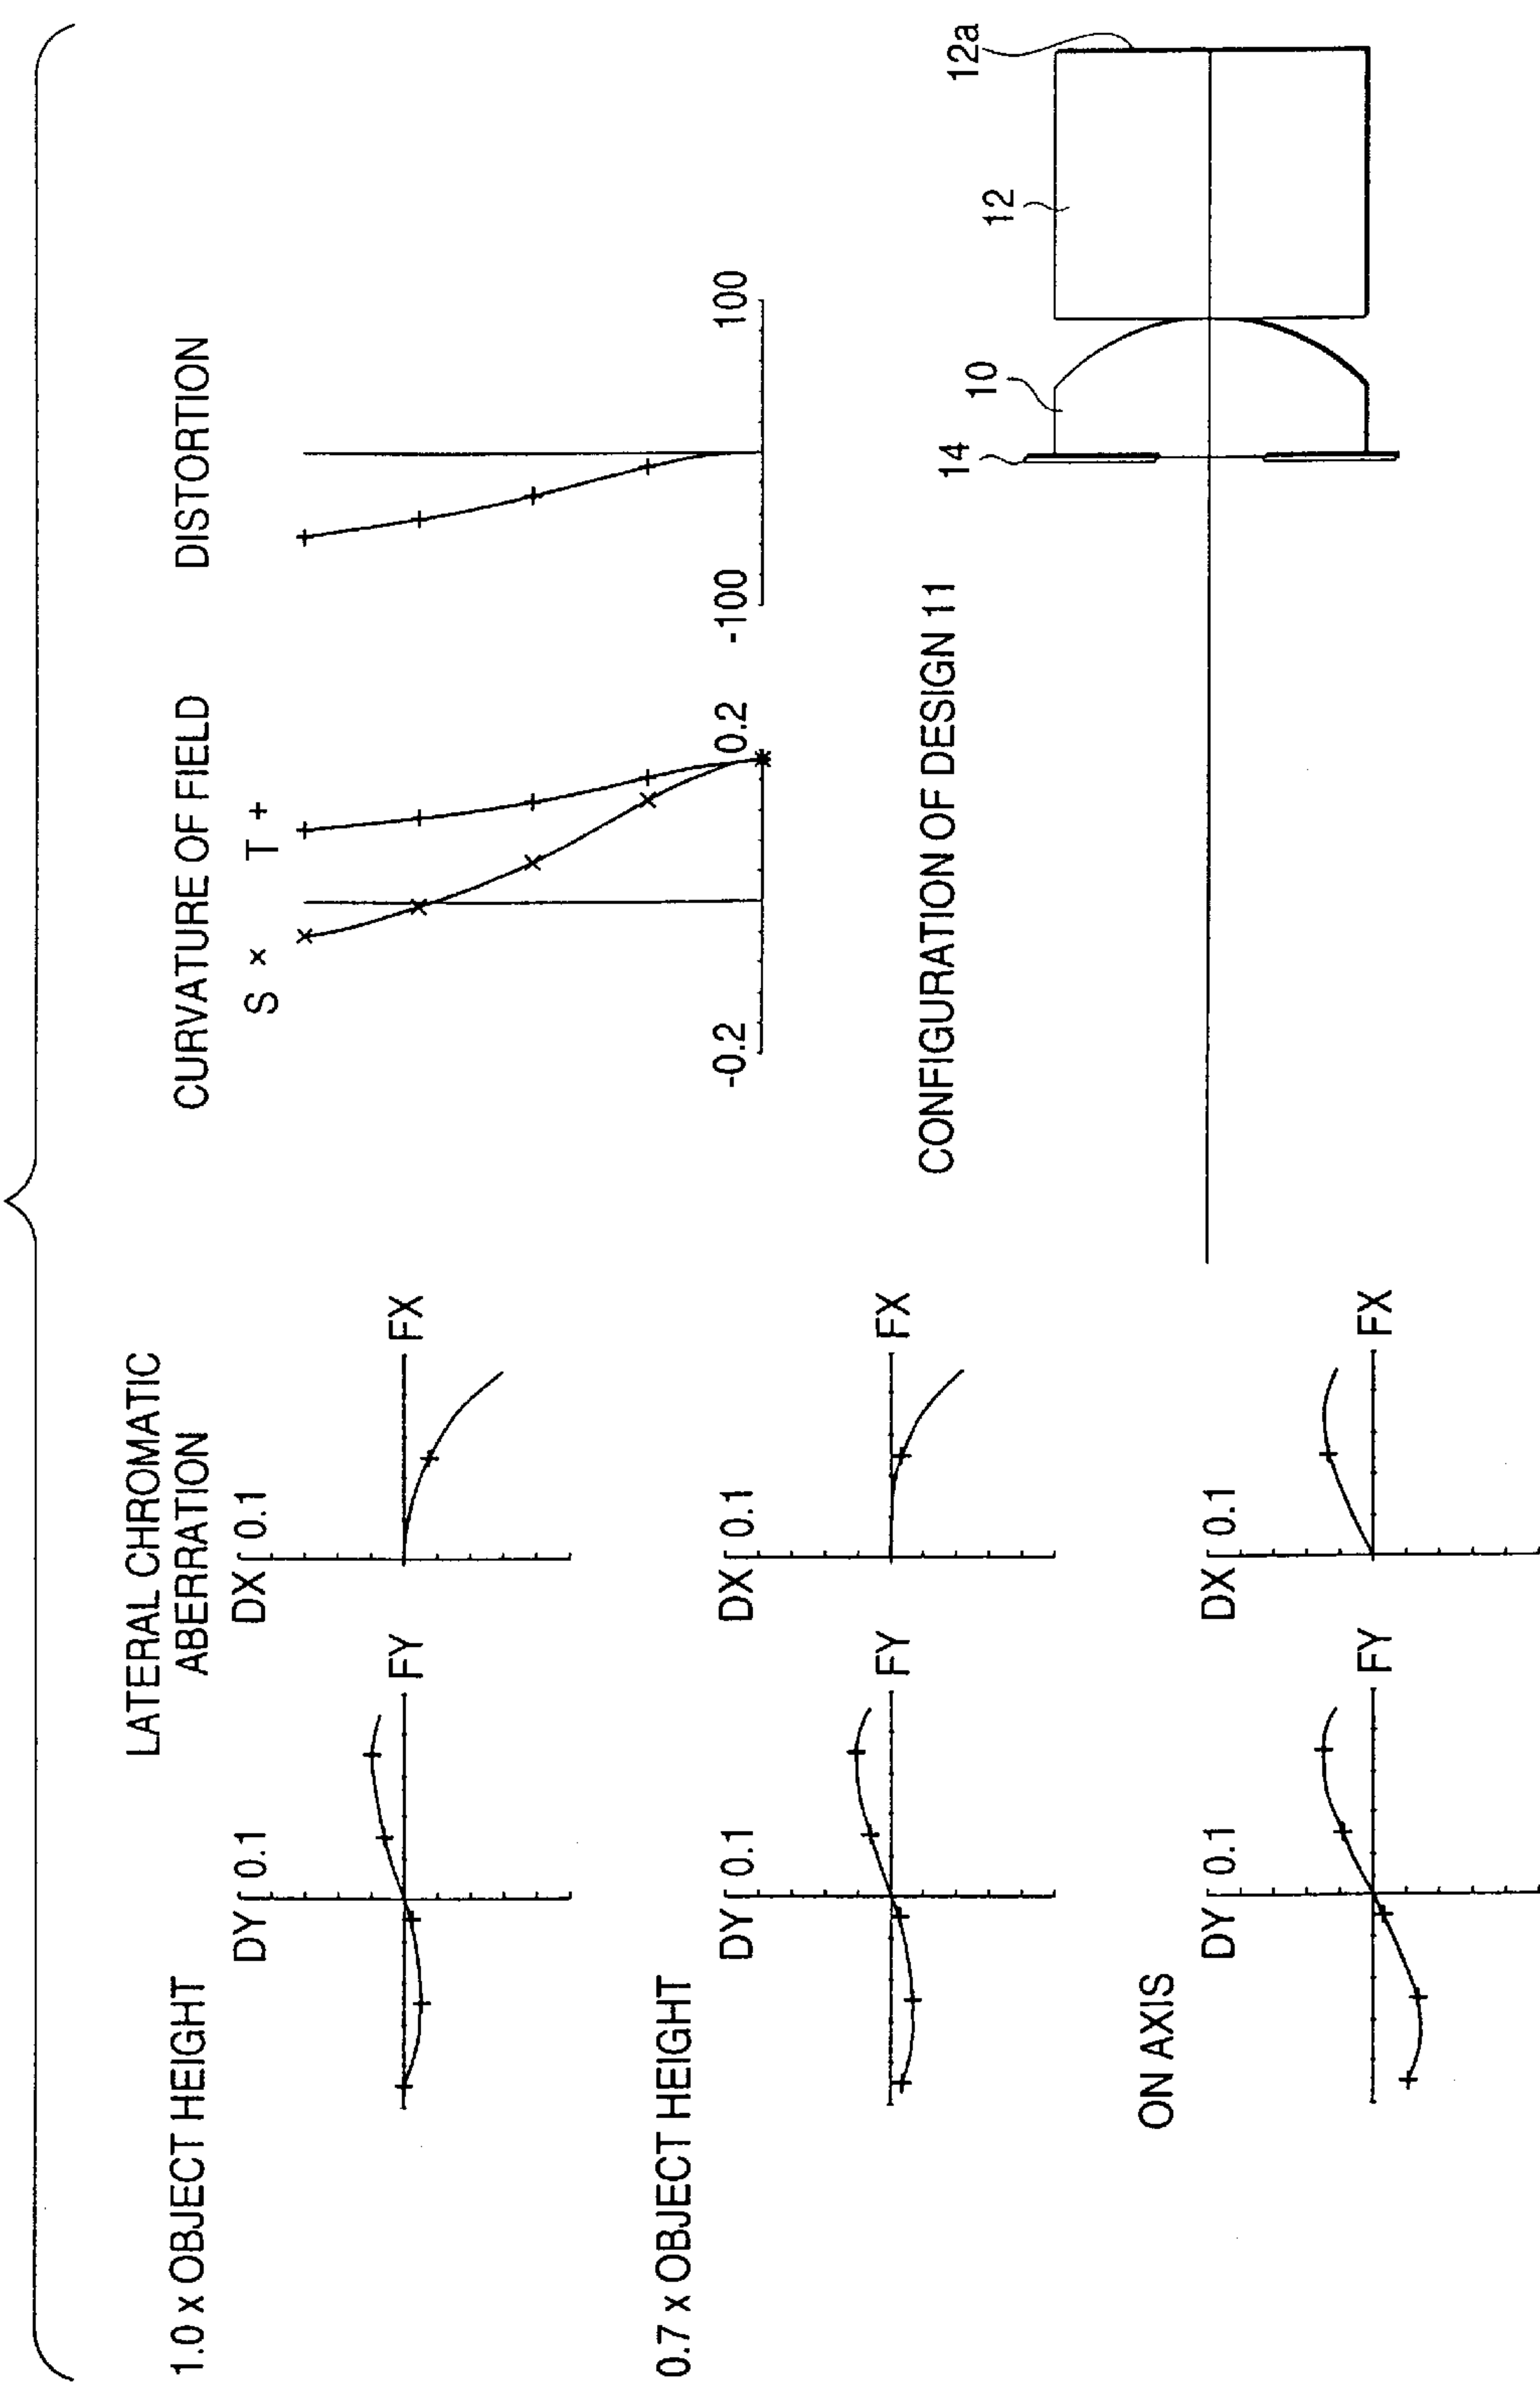 LATERAL CHROMATIC
ABERRATION
1.0 x OBJECT HEIGHT
DY 0.1
FY
DX 0.1
FX
0.7 x OBJECT HEIGHT
DY 0.1
FY
DX 0.1
FX
ON AXIS
DY 0.1
FY
DX 0.1
FX
CURVATURE OF FIELD
S × T +
-0.2
0.2
DISTORTION
-100
100
CONFIGURATION OF DESIGN 11
14
10
12
12a